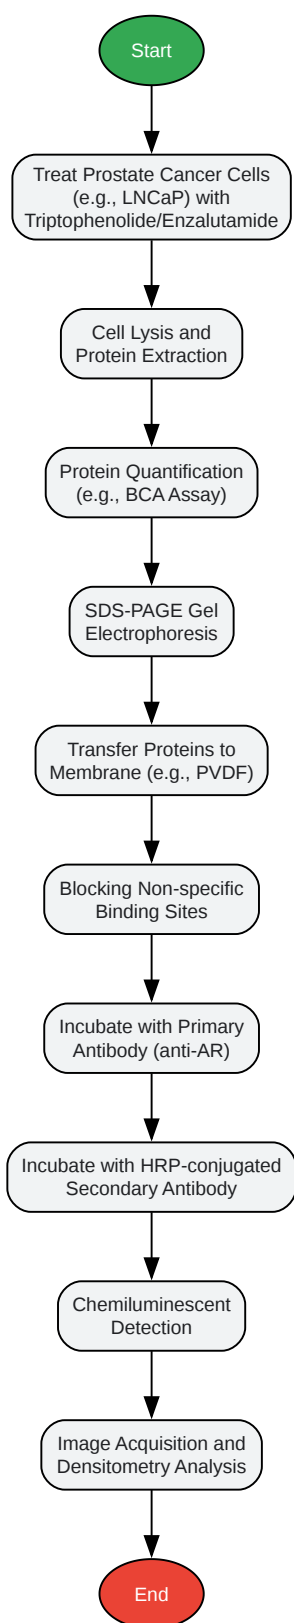 Start
Treat Prostate Cancer Cells
(e.g., LNCaP) with
Triptophenolide/Enzalutamide
Cell Lysis and
Protein Extraction
Protein Quantification
(e.g., BCA Assay)
SDS-PAGE Gel
Electrophoresis
Transfer Proteins to
Membrane (e.g., PVDF)
Blocking Non-specific
Binding Sites
Incubate with Primary
Antibody (anti-AR)
Incubate with HRP-conjugated
Secondary Antibody
Chemiluminescent
Detection
Image Acquisition and
Densitometry Analysis
End